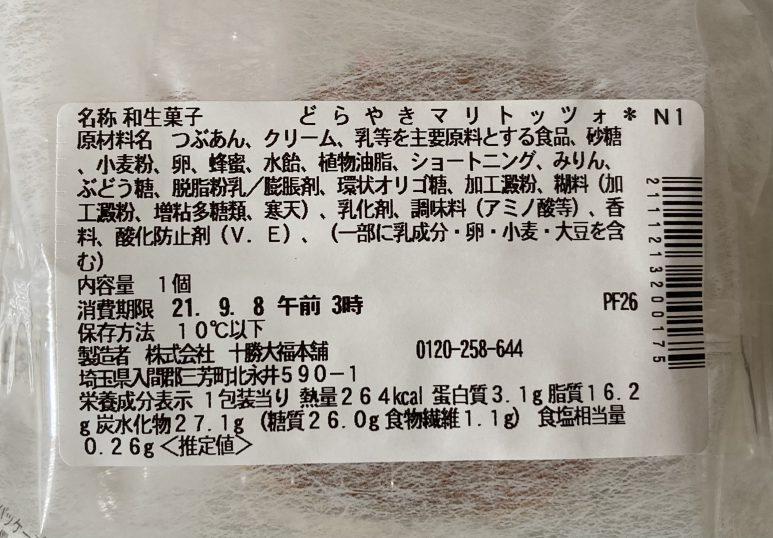 名称 和生菓子　どらやきマリトッツォ＊ N1
原材料名　つぶあん、クリーム、乳等を主要原料とする食品、砂糖
、小麦粉、卵、蜂蜜、水飴、植物油脂、ショートニング、みりん、
ぶどう糖、脱脂粉乳／膨脹剤、環状オリゴ糖、加工澱粉、糊料（加
工澱粉、増粘多糖類、寒天）、乳化剤、調味料（アミノ酸等）、香
料、酸化防止剤（Ｖ．Ｅ）、（一部に乳成分・卵・小麦・大豆を含
む）
内容量　１個
消費期限　21. 9. 8 午前 3時　PF26
保存方法　１０℃以下
製造者　株式会社　十勝大福本舗　0120-258-644
埼玉県入間郡三芳町北永井５９０－１
栄養成分表示 １包装当り 熱量２６４kcal 蛋白質３.１g 脂質１６.２
g 炭水化物２７.１g（糖質２６.０g 食物繊維１.１g） 食塩相当量
０.２６g＜推定値＞
2111213200175
パッケー